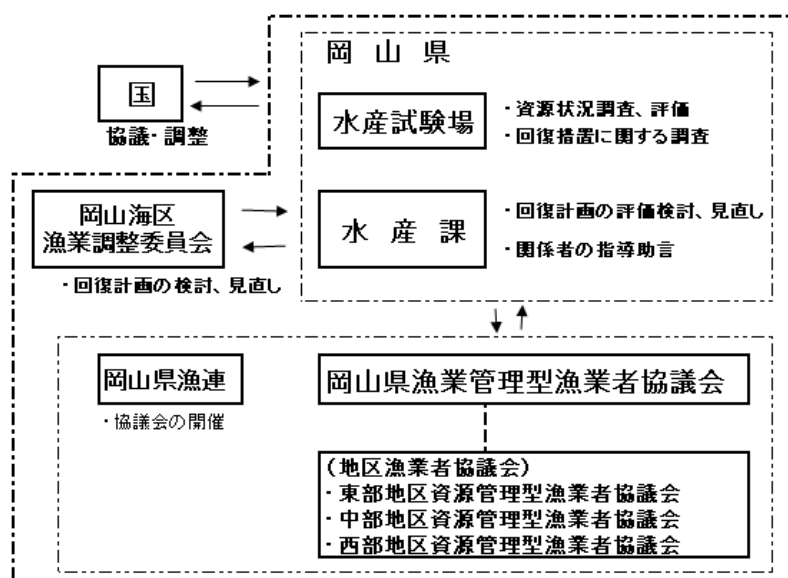 岡山県
国
協議・調整
水産試験場
・資源状況調査、評価
・回復措置に関する調査
岡山海区
漁業調整委員会
・回復計画の検討、見直し
水産課
・回復計画の評価検討、見直し
・関係者の指導助言
岡山県漁連
・協議会の開催
岡山県漁業管理型漁業者協議会
(地区漁業者協議会)
・東部地区資源管理型漁業者協議会
・中部地区資源管理型漁業者協議会
・西部地区資源管理型漁業者協議会